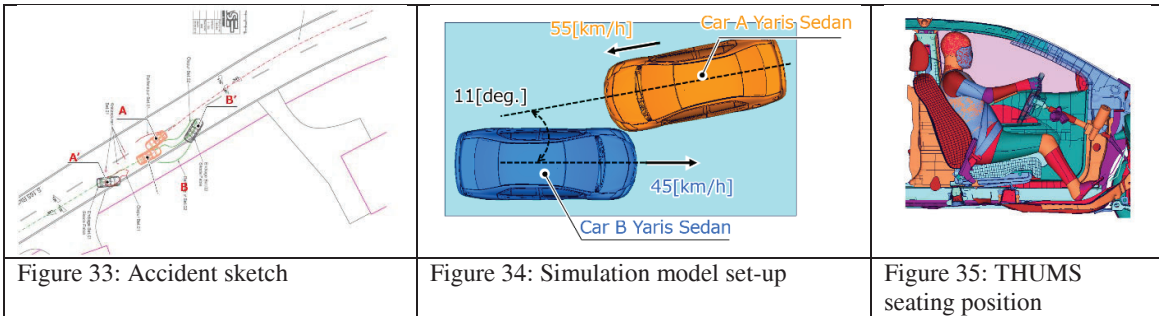 A
B'
A'
B
Figure 33: Accident sketch
55[km/h]
Car A Yaris Sedan
11[deg.]
45[km/h]
Car B Yaris Sedan
Figure 34: Simulation model set-up
Figure 35: THUMS
seating position